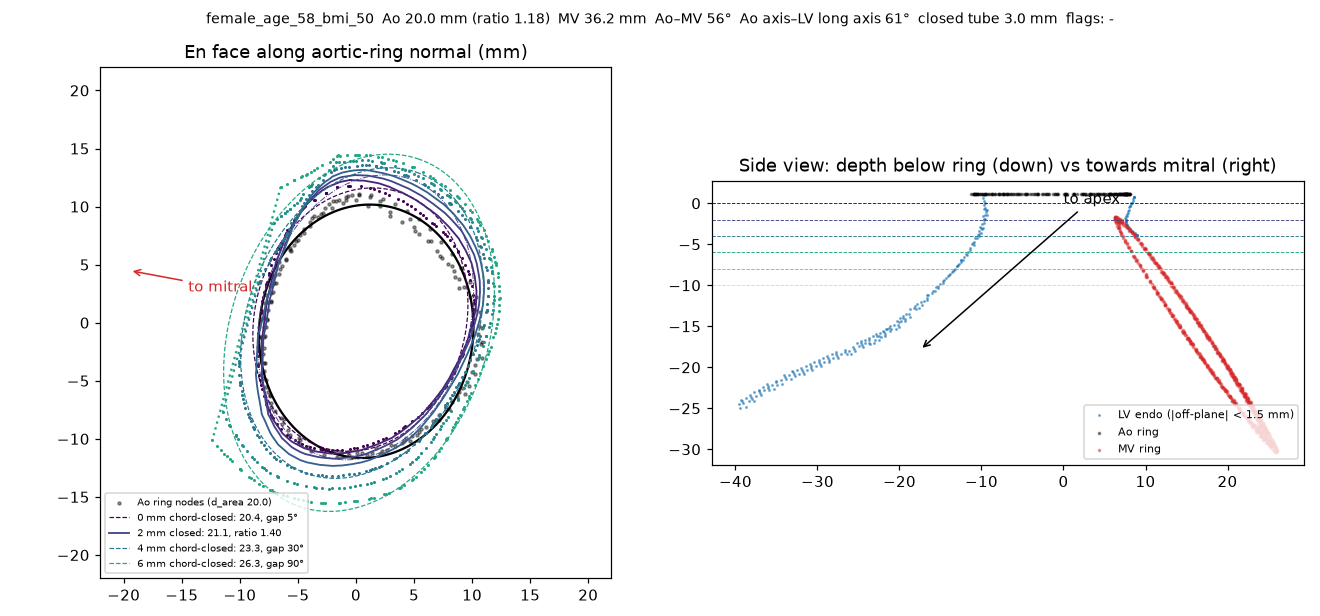 female_age_58_bmi_50  Ao 20.0 mm (ratio 1.18)  MV 36.2 mm  Ao–MV 56°  Ao axis–LV long axis 61°  closed tube 3.0 mm  flags: -
En face along aortic-ring normal (mm)
20
15
10
5
0
−5
−10
−15
−20
to mitral
Ao ring nodes (d_area 20.0)
0 mm chord-closed: 20.4, gap 5°
2 mm closed: 21.1, ratio 1.40
4 mm chord-closed: 23.3, gap 30°
6 mm chord-closed: 26.3, gap 90°
−20 −15 −10 −5 0 5 10 15 20
Side view: depth below ring (down) vs towards mitral (right)
to apex
0
−5
−10
−15
−20
−25
−30
LV endo (|off-plane| < 1.5 mm)
Ao ring
MV ring
−40 −30 −20 −10 0 10 20